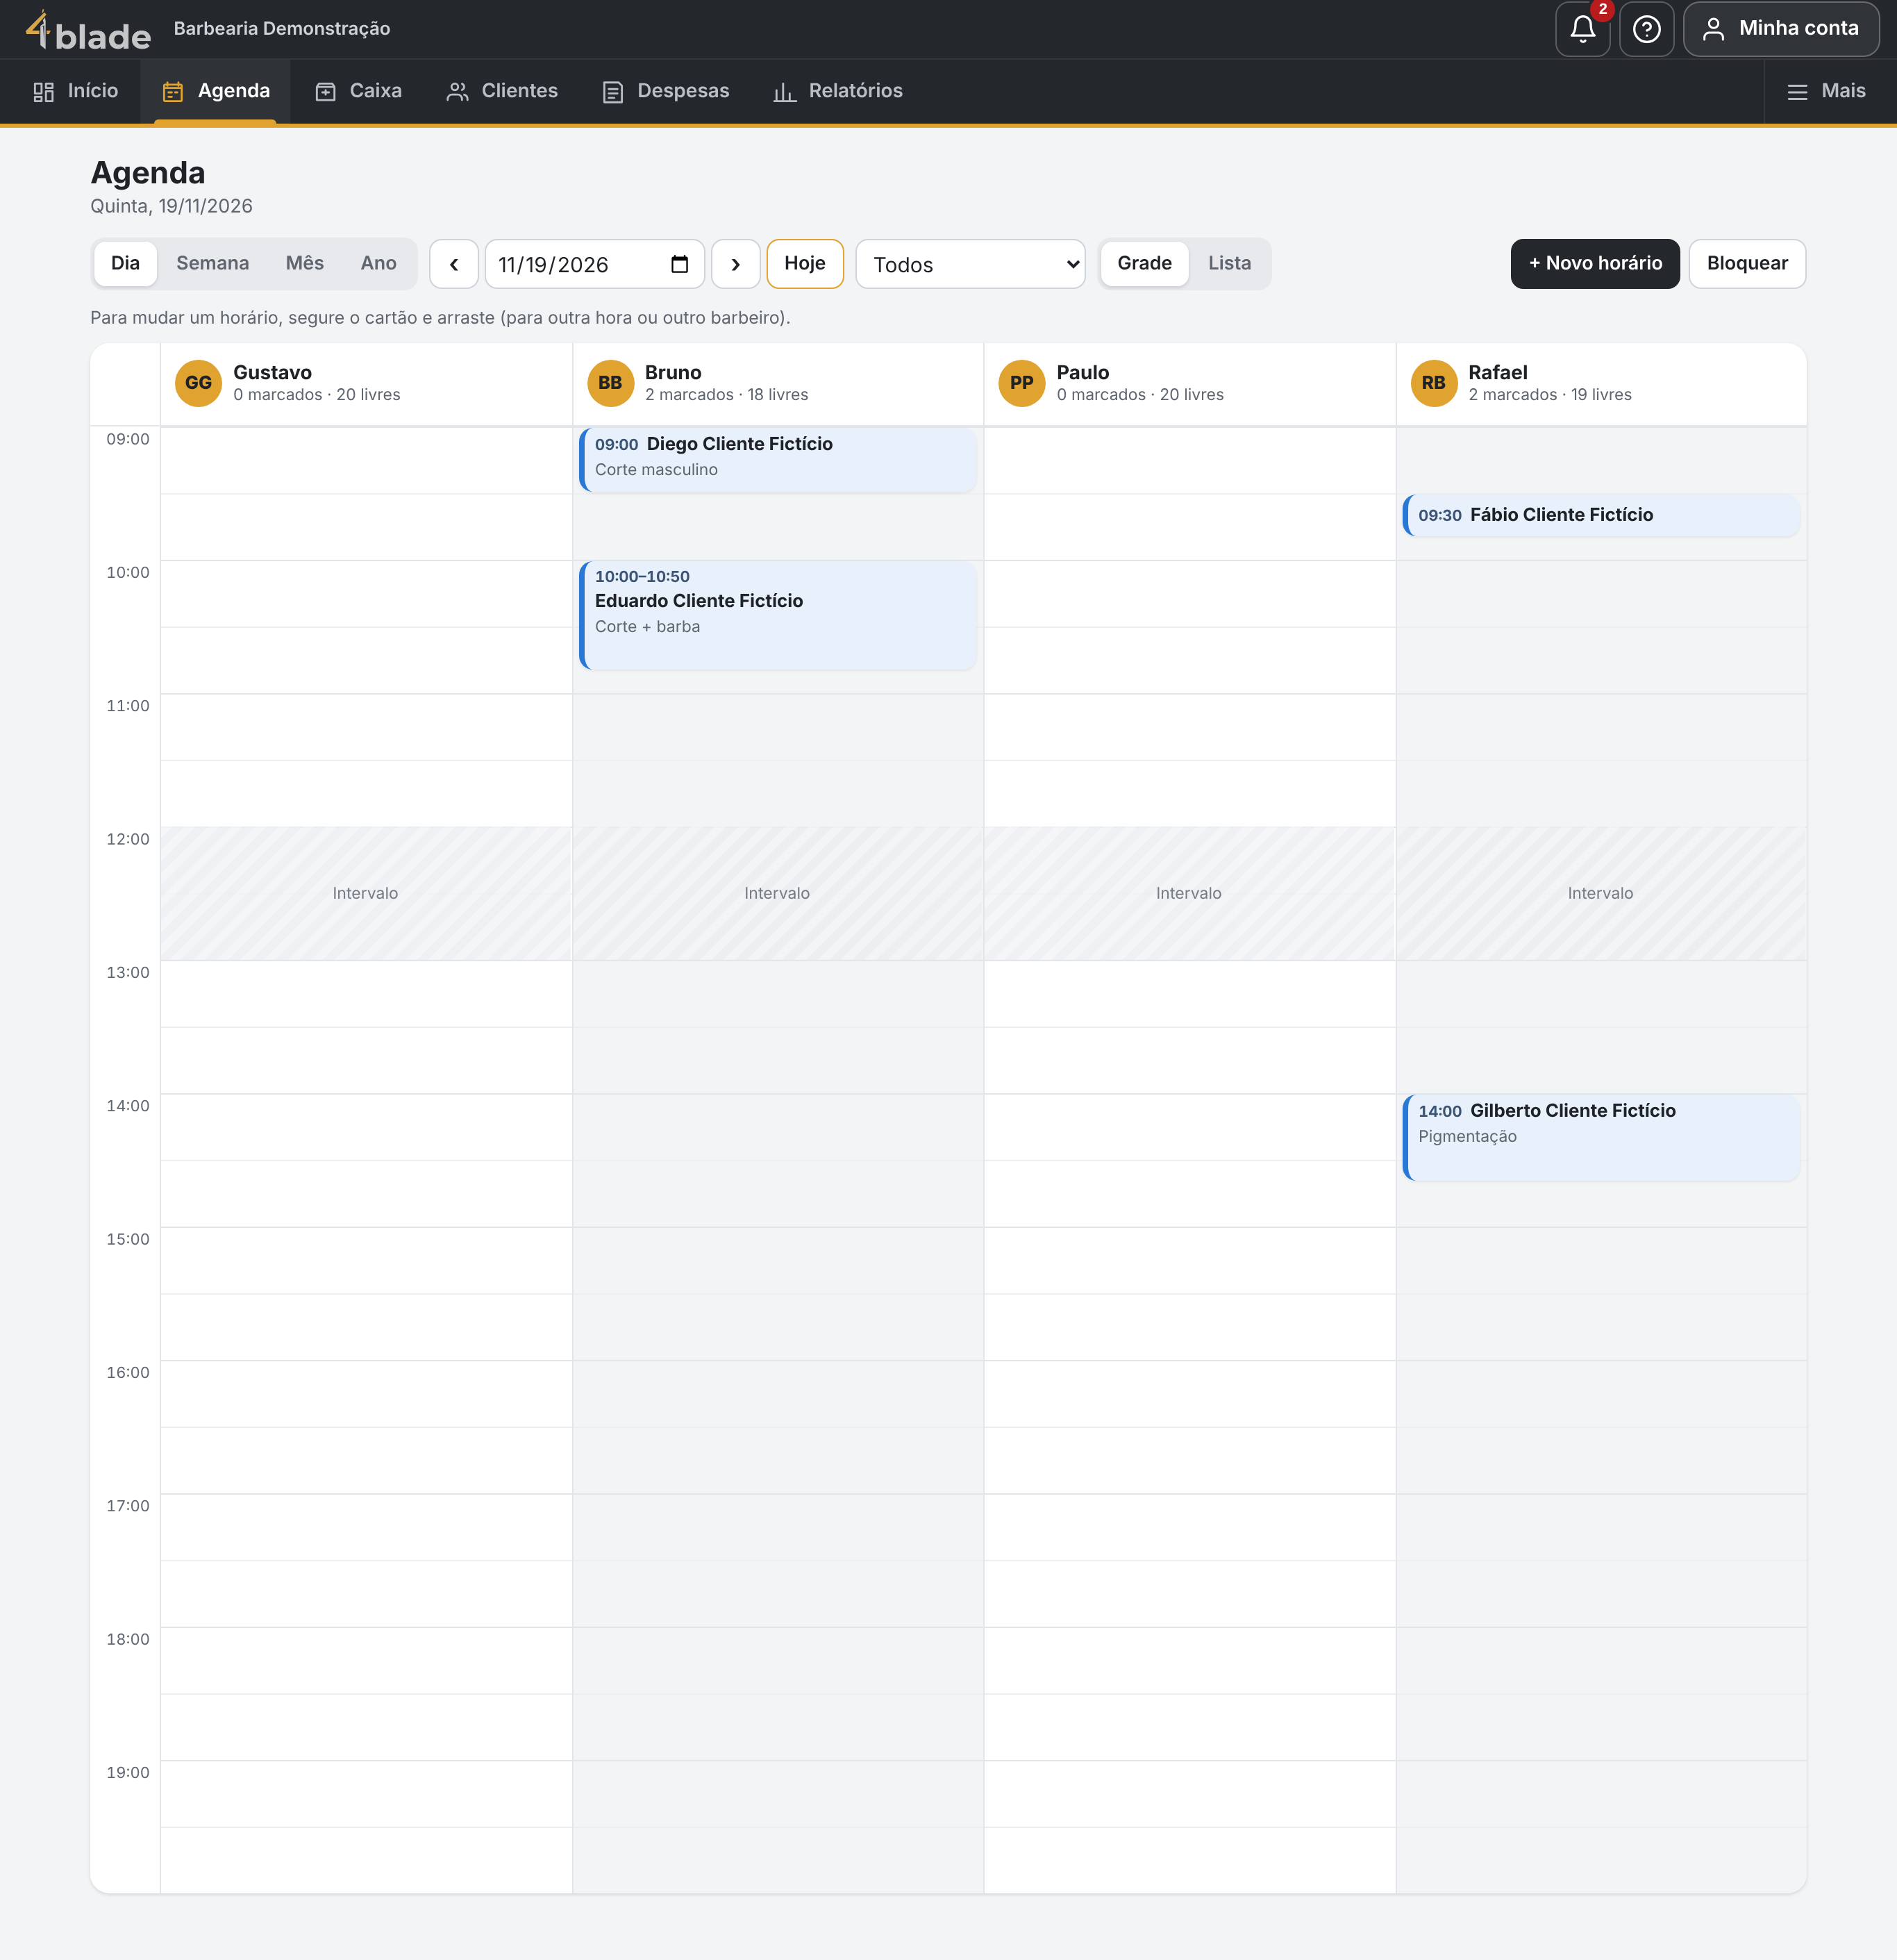 4blade
Barbearia Demonstração
2
Minha conta
Início
Agenda
Caixa
Clientes
Despesas
Relatórios
Mais
Agenda
Quinta, 19/11/2026
Dia
Semana
Mês
Ano
‹
11/19/2026
›
Hoje
Todos
Grade
Lista
+ Novo horário
Bloquear
Para mudar um horário, segure o cartão e arraste (para outra hora ou outro barbeiro).
GG
Gustavo
0 marcados · 20 livres
BB
Bruno
2 marcados · 18 livres
PP
Paulo
0 marcados · 20 livres
RB
Rafael
2 marcados · 19 livres
09:00
09:00 Diego Cliente Fictício
Corte masculino
09:30 Fábio Cliente Fictício
10:00
10:00–10:50
Eduardo Cliente Fictício
Corte + barba
11:00
12:00
Intervalo
Intervalo
Intervalo
Intervalo
13:00
14:00
14:00 Gilberto Cliente Fictício
Pigmentação
15:00
16:00
17:00
18:00
19:00